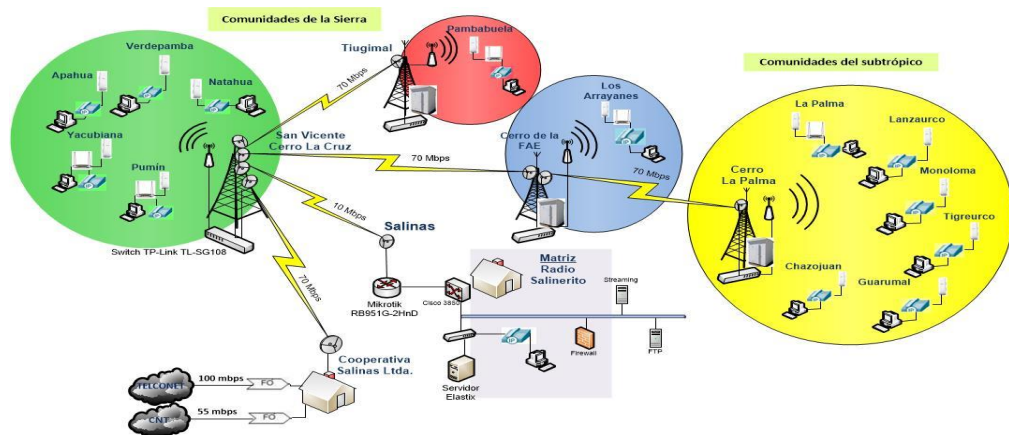 Comunidades de la Sierra
Comunidades del subtrópico
Verdepamba
Apahua
Natahua
Yacubiana
Pumín
San Vicente
Cerro La Cruz
Switch TP-Link TL-SG108
70 Mbps
Tiugimal
Pambabuela
70 Mbps
Los
Arrayanes
Cerro de la
FAE
70 Mbps
La Palma
Lanzaurco
Monoloma
Cerro
La Palma
Tigreurco
Chazojuan
Guarumal
10 Mbps
Salinas
Mikrotik
RB951G-2HnD
Cisco 3850
Matriz
Radio
Salinerito
Streaming
IP
Firewall
FTP
Servidor
Elastix
70 Mbps
Cooperativa
Salinas Ltda.
TELCONET
100 mbps
FO
CNT
55 mbps
FO